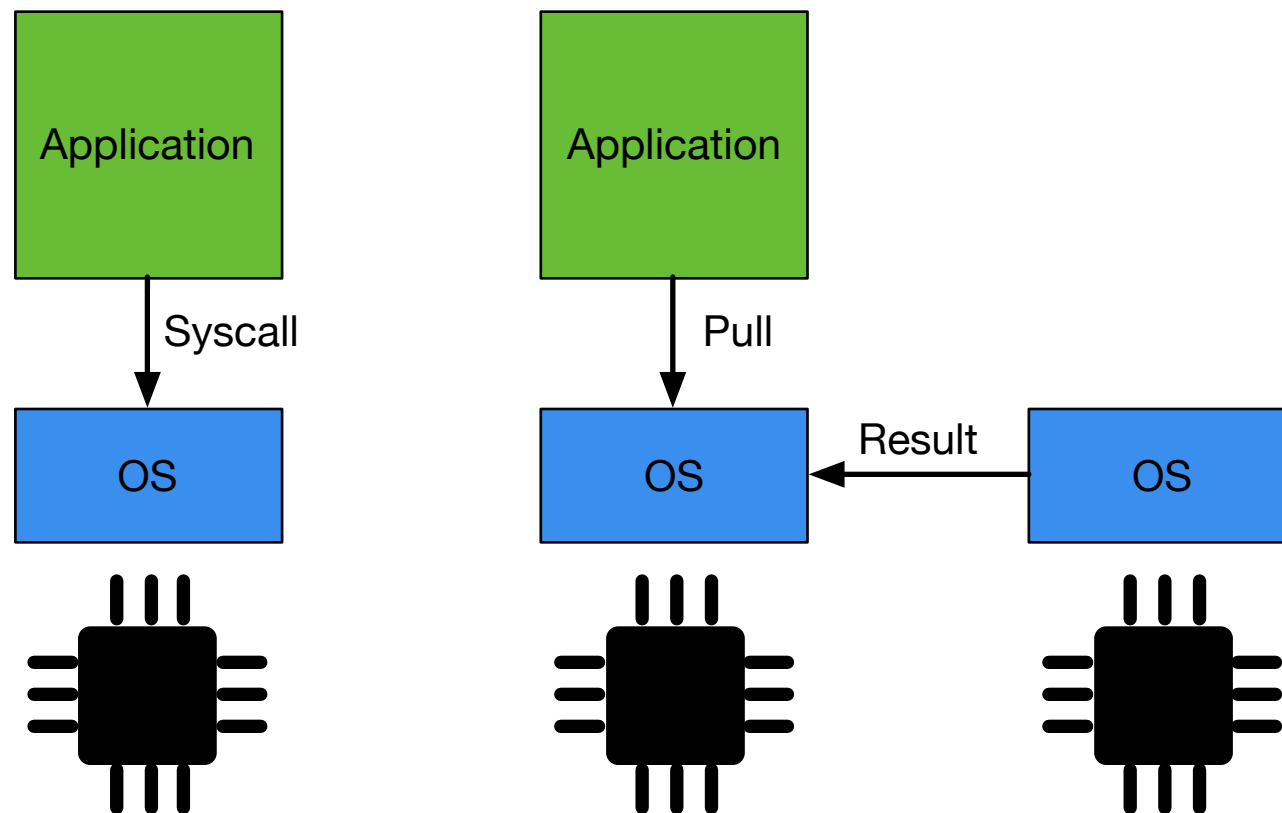 Application
Application
Syscall
Pull
Result
OS
OS
OS